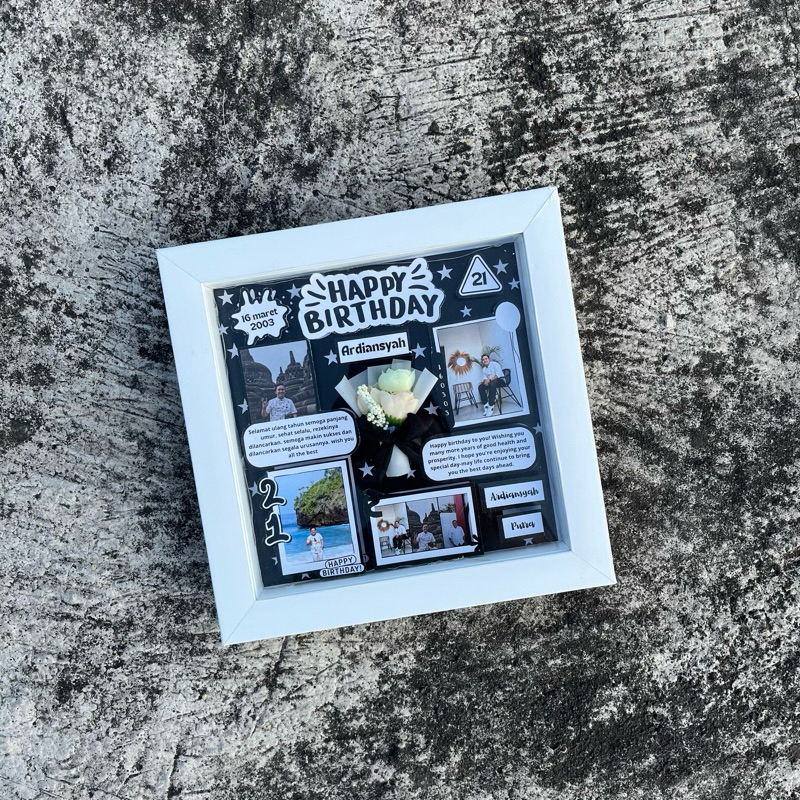 HAPPY
BIRTHDAY
16 maret
2003
21
Ardiansyah
Selamat ulang tahun semoga panjang
umur, sehat selalu, rezekinya
dilancarkan. semoga makin sukses dan
dilancarkan segala urusannya. wish you
all the best
Happy birthday to you! Wishing you
many more years of good health and
prosperity. I hope you're enjoying your
special day-may life continue to bring
you the best days ahead.
21
HAPPY
BIRTHDAY!
Ardiansyah
Putra